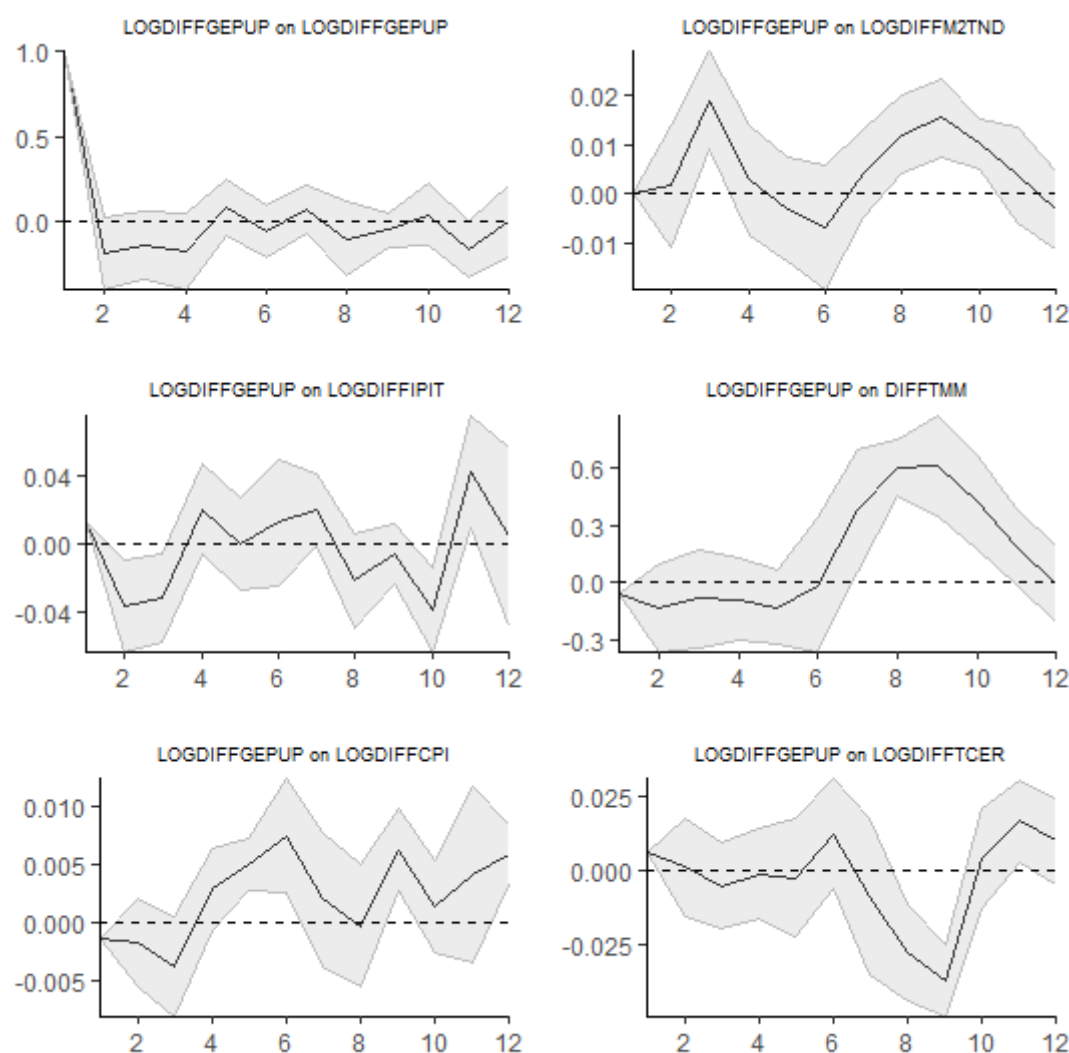 LOGDIFFGEPUP on LOGDIFFGEPUP
1.0
0.5
0.0
2 4 6 8 10 12
LOGDIFFGEPUP on LOGDIFFM2TND
0.02
0.01
0.00
-0.01
2 4 6 8 10 12
LOGDIFFGEPUP on LOGDIFFIPIT
0.04
0.00
-0.04
2 4 6 8 10 12
LOGDIFFGEPUP on DIFFTMM
0.6
0.3
0.0
-0.3
2 4 6 8 10 12
LOGDIFFGEPUP on LOGDIFFCPI
0.010
0.005
0.000
-0.005
2 4 6 8 10 12
LOGDIFFGEPUP on LOGDIFFTCER
0.025
0.000
-0.025
2 4 6 8 10 12